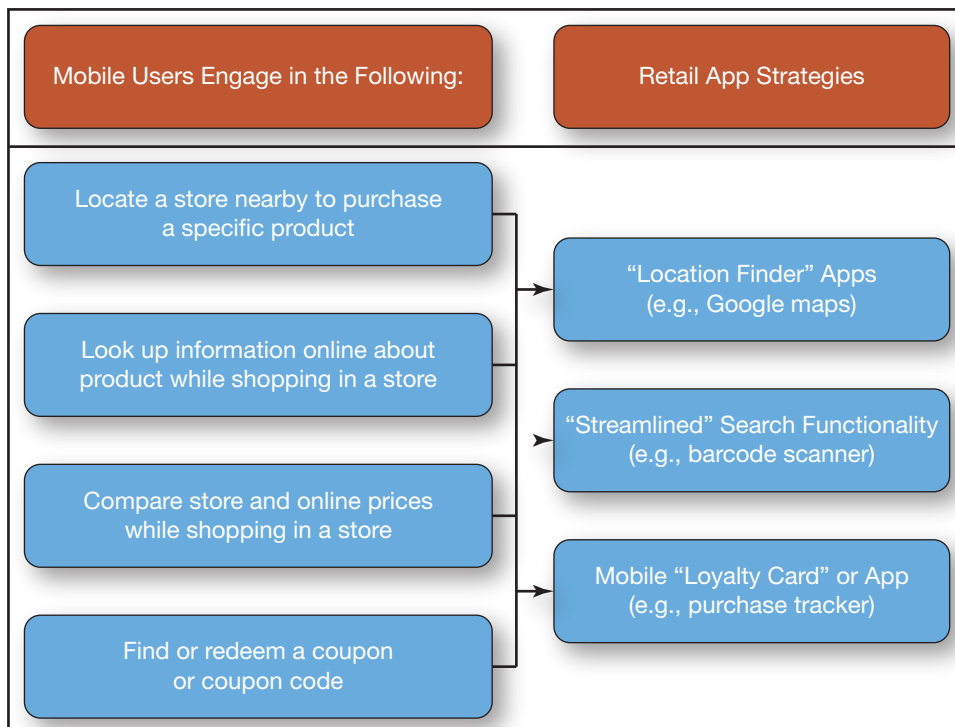 Mobile Users Engage in the Following:
Retail App Strategies
Locate a store nearby to purchase
a specific product
Look up information online about
product while shopping in a store
Compare store and online prices
while shopping in a store
Find or redeem a coupon
or coupon code
“Location Finder” Apps
(e.g., Google maps)
“Streamlined” Search Functionality
(e.g., barcode scanner)
Mobile “Loyalty Card” or App
(e.g., purchase tracker)